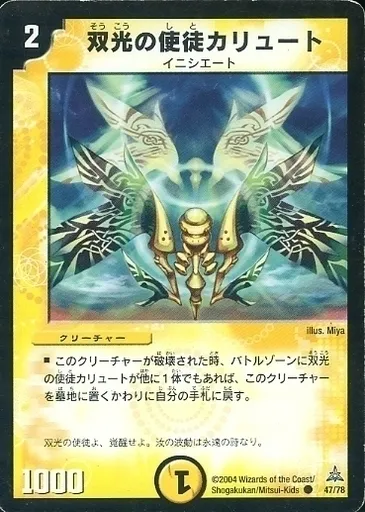 2
双光の使徒カリュート
そうこう しと
イニシエート
illus. Miya
クリーチャー
■ このクリーチャーが破壊された時、バトルゾーンに双光
の使徒カリュートが他に1体でもあれば、このクリーチャー
を墓地に置くかわりに自分の手札に戻す。
双光の使徒よ、覚醒せよ。汝の波動は永遠の時なり。
1000
1
©2004 Wizards of the Coast/
Shogakukan/Mitsui-Kids ● 47/78